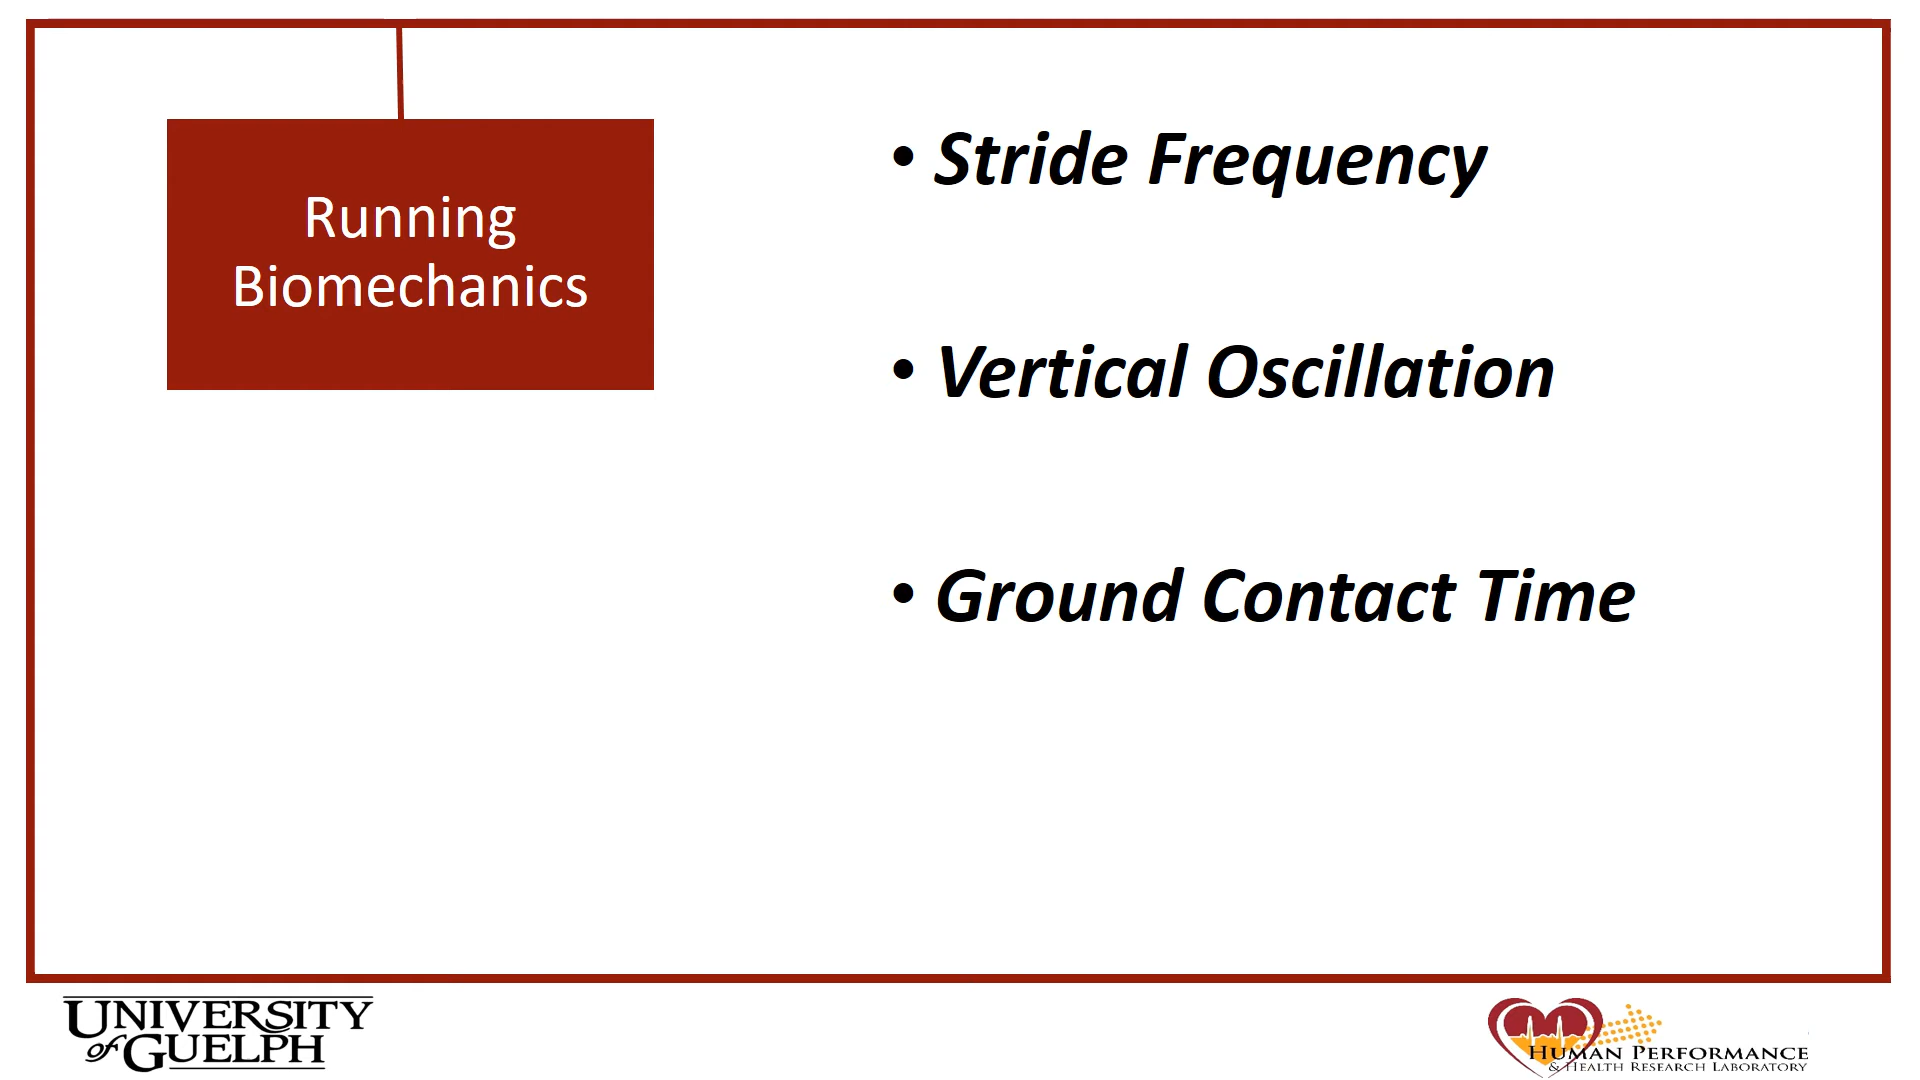 Running
Biomechanics
• Stride Frequency
• Vertical Oscillation
• Ground Contact Time
UNIVERSITY
of GUELPH
HUMAN PERFORMANCE
& HEALTH RESEARCH LABORATORY